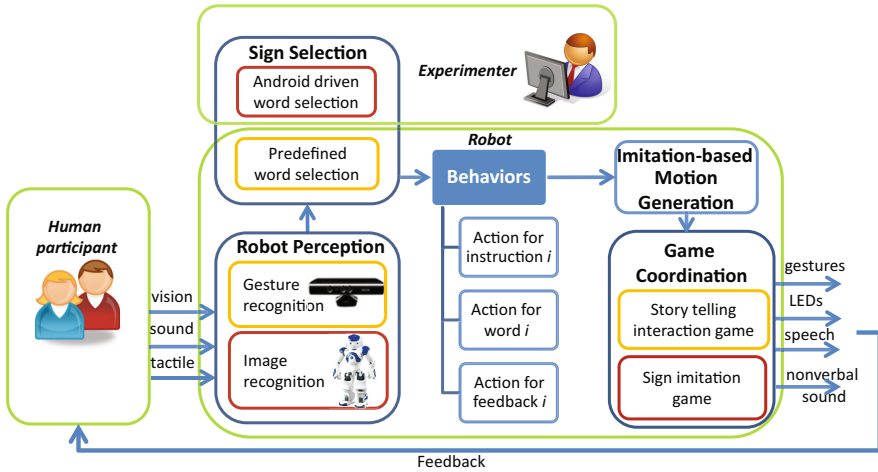 Sign Selection
Android driven
word selection
Experimenter
Predefined
word selection
Robot
Behaviors
Imitation-based
Motion
Generation
Human
participant
Robot Perception
Gesture
recognition
Image
recognition
vision
sound
tactile
Action for
instruction i
Action for
word i
Action for
feedback i
Game
Coordination
Story telling
interaction game
Sign imitation
game
gestures
LEDs
speech
nonverbal
sound
Feedback